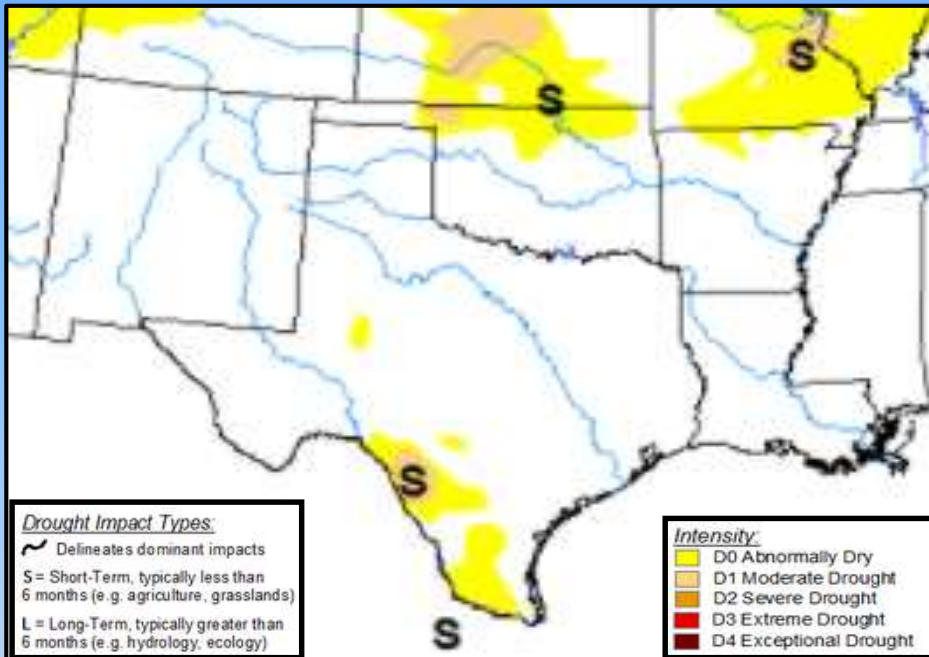 S
S
S
S
Drought Impact Types:
Delineates dominant impacts
S = Short-Term, typically less than
6 months (e.g. agriculture, grasslands)
L = Long-Term, typically greater than
6 months (e.g. hydrology, ecology)
Intensity:
D0 Abnormally Dry
D1 Moderate Drought
D2 Severe Drought
D3 Extreme Drought
D4 Exceptional Drought